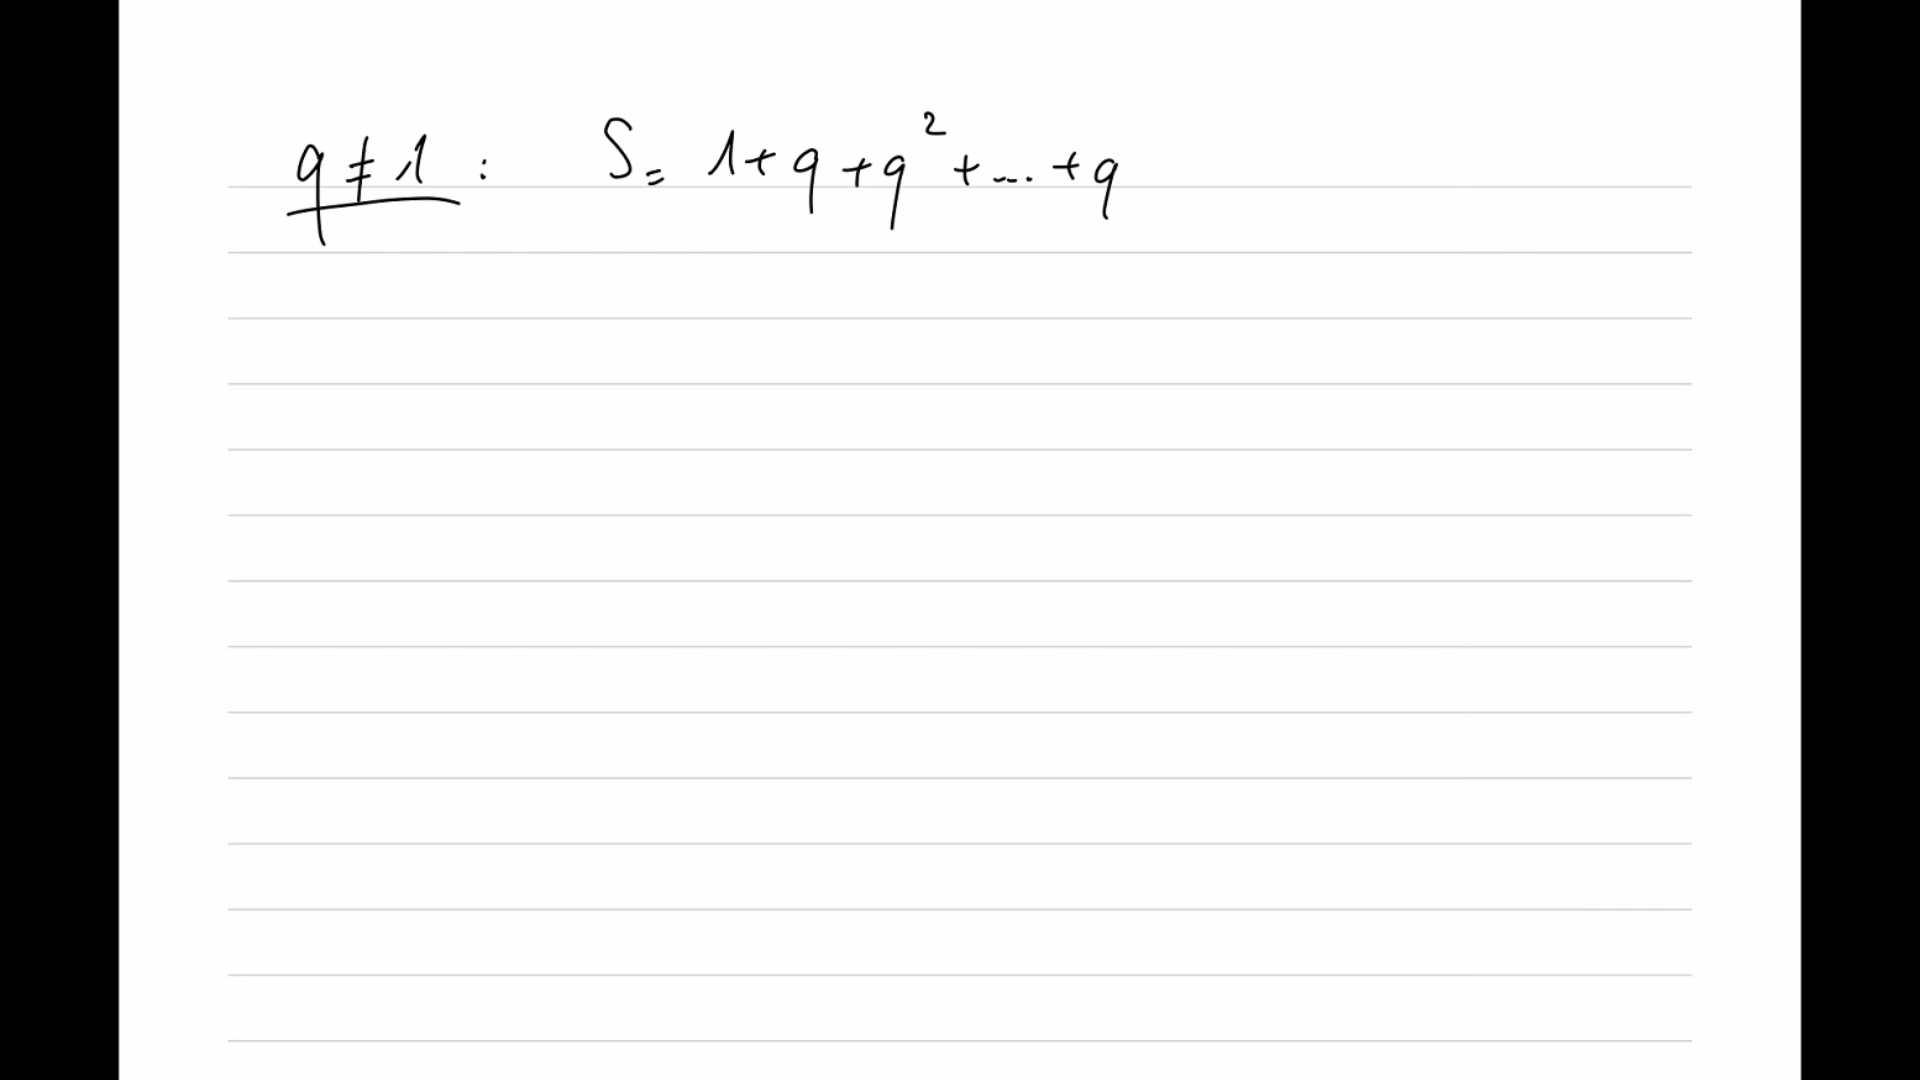 q ≠ 1 : S = 1 + q + q² + ... + q